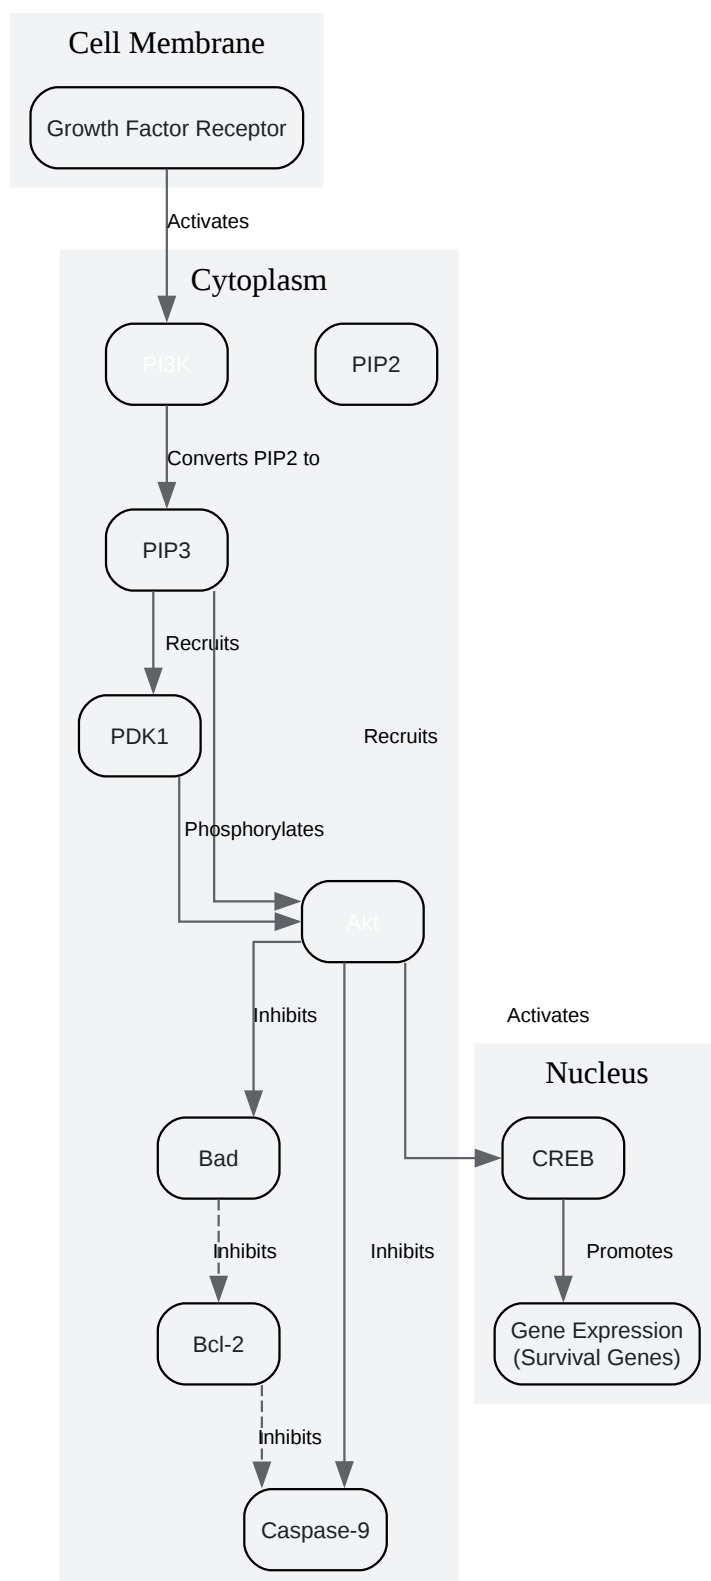 Cell Membrane
Growth Factor Receptor
Activates
Cytoplasm
PI3K
PIP2
Converts PIP2 to
PIP3
Recruits
PDK1
Recruits
Phosphorylates
Akt
Inhibits
Activates
Nucleus
Bad
CREB
Inhibits
Inhibits
Promotes
Bcl-2
Gene Expression
(Survival Genes)
Inhibits
Caspase-9